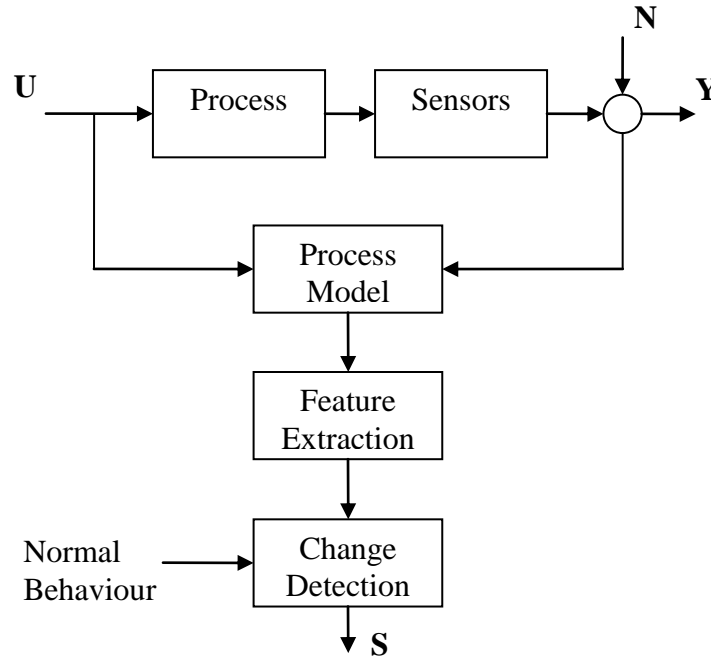 N
U
Process
Sensors
Y
Process
Model
Feature
Extraction
Normal
Behaviour
Change
Detection
S